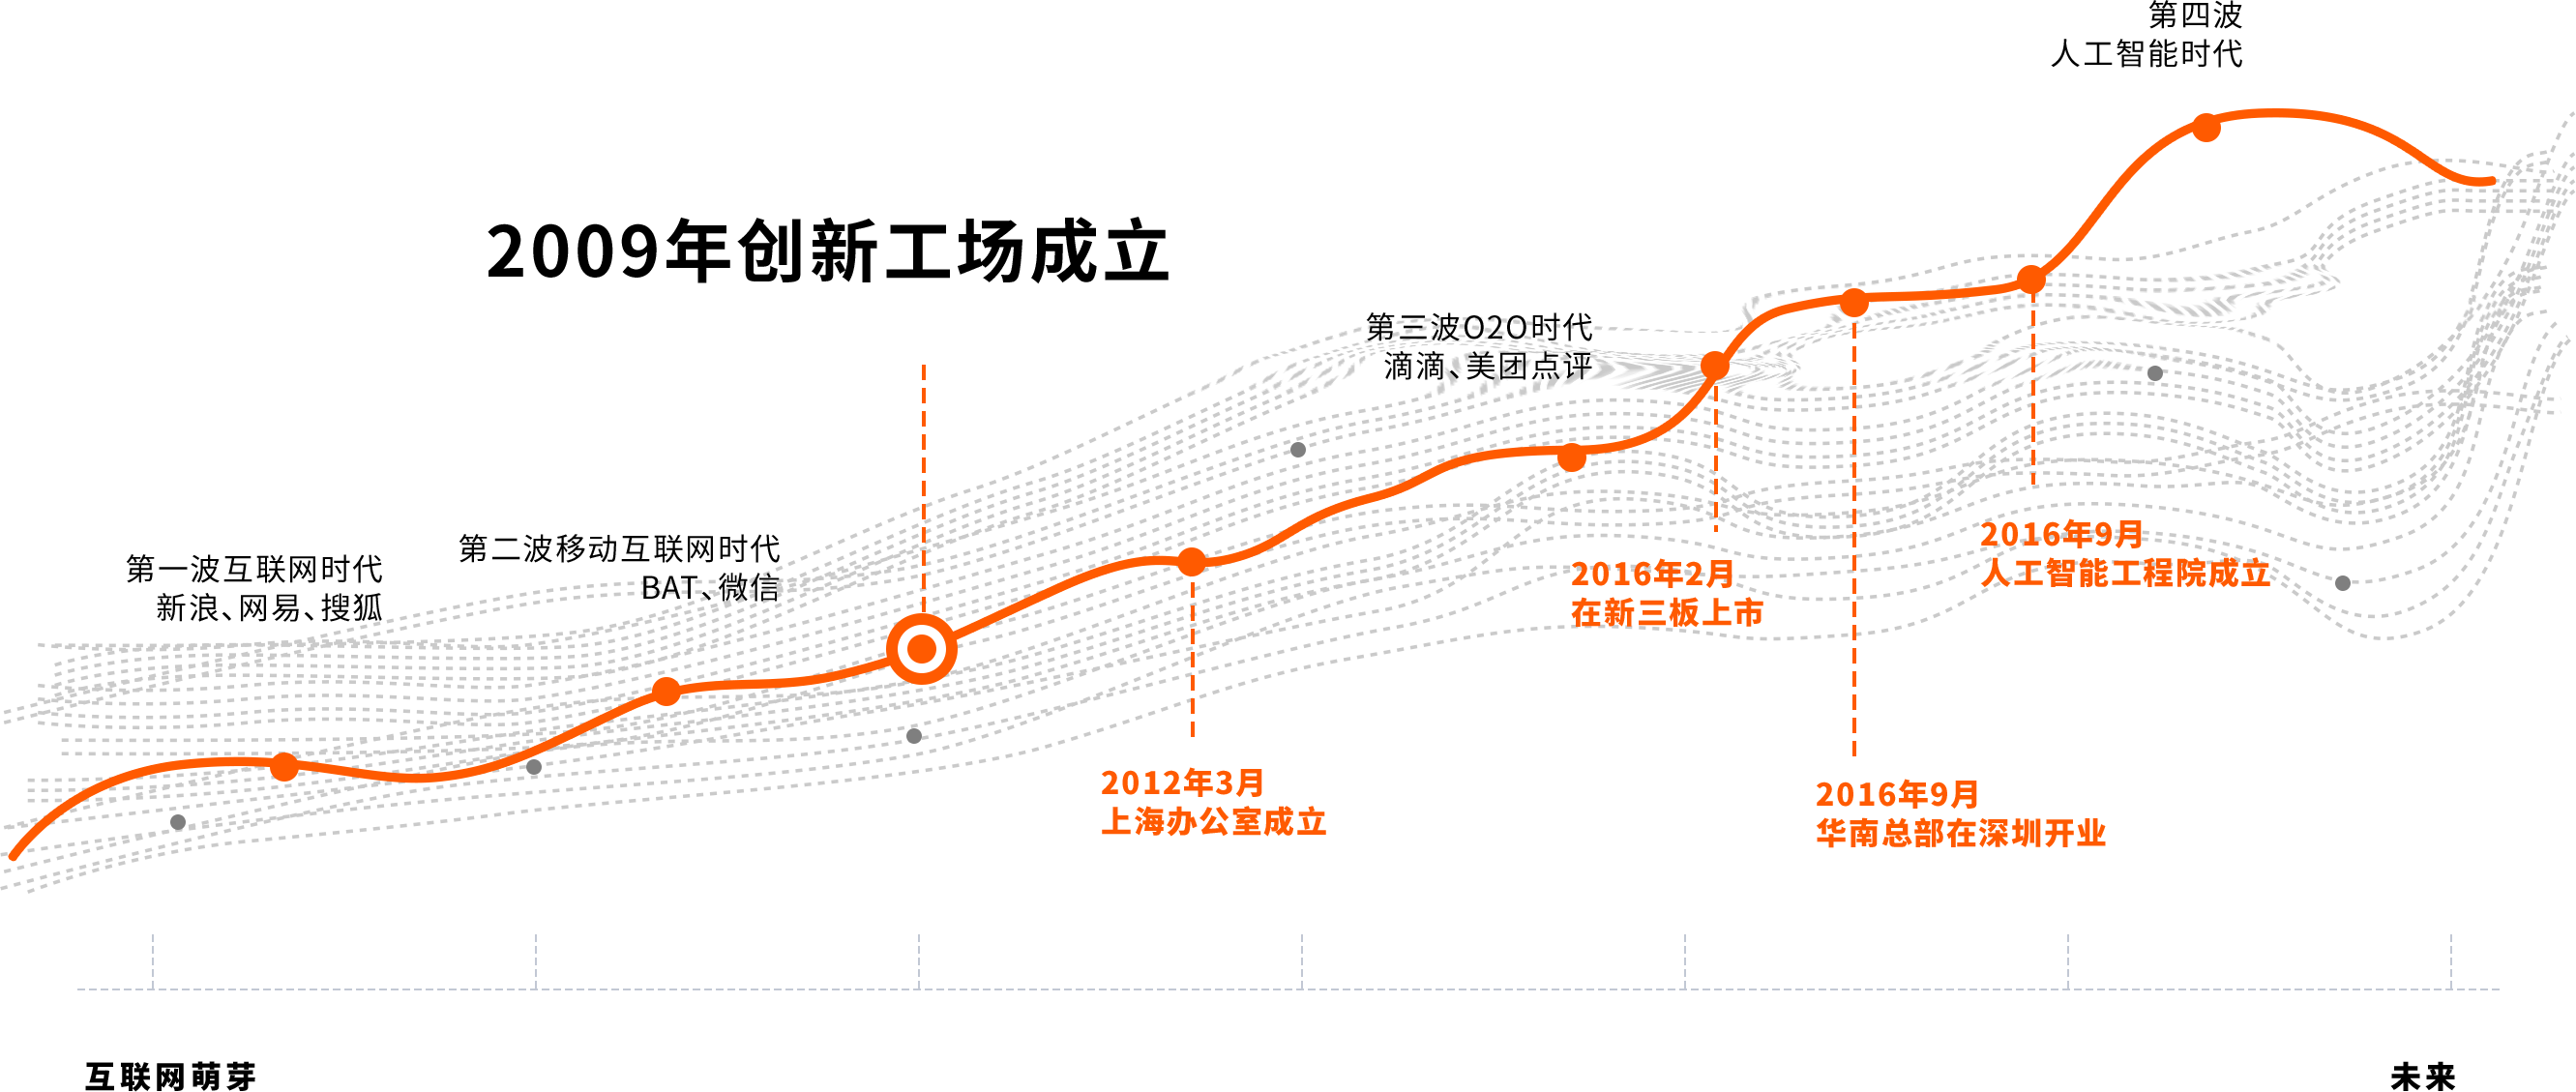 第四波
人工智能时代
2009年创新工场成立
第三波O2O时代
滴滴、美团点评
第二波移动互联网时代
BAT、微信
第一波互联网时代
新浪、网易、搜狐
2016年9月
人工智能工程院成立
2016年2月
在新三板上市
2012年3月
上海办公室成立
2016年9月
华南总部在深圳开业
互联网萌芽
未来